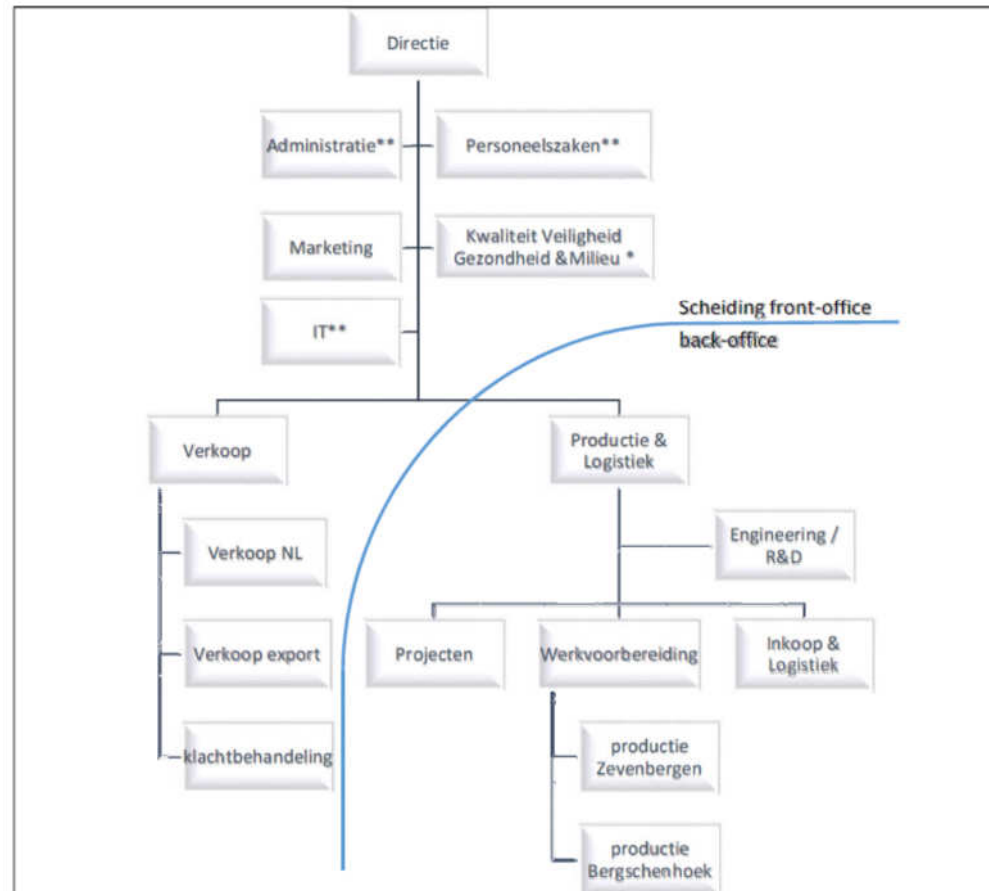 Directie
Administratie**
Personeelszaken**
Marketing
Kwaliteit Veiligheid
Gezondheid &Milieu *
IT**
Scheiding front-office
back-office
Verkoop
Productie &
Logistiek
Verkoop NL
Engineering /
R&D
Verkoop export
Projecten
Werkvoorbereiding
Inkoop &
Logistiek
klachtbehandeling
productie
Zevenbergen
productie
Bergschenhoek